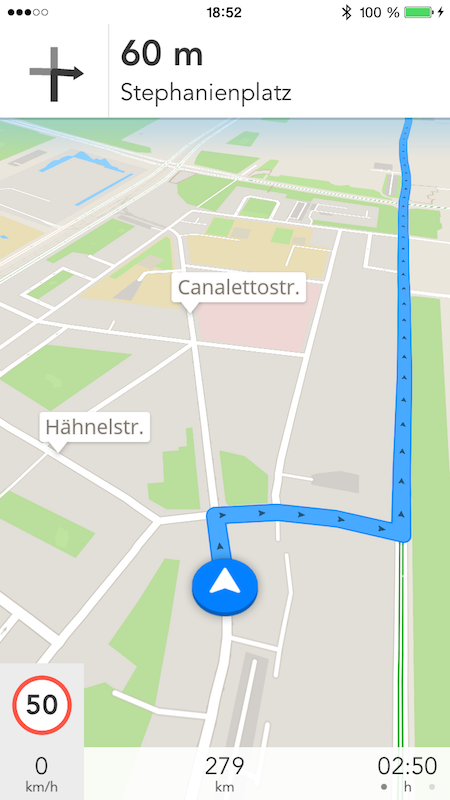 18:52
100 %
60 m
Stephanienplatz
Canalettostr.
Hähnelstr.
50
0
km/h
279
km
02:50
h